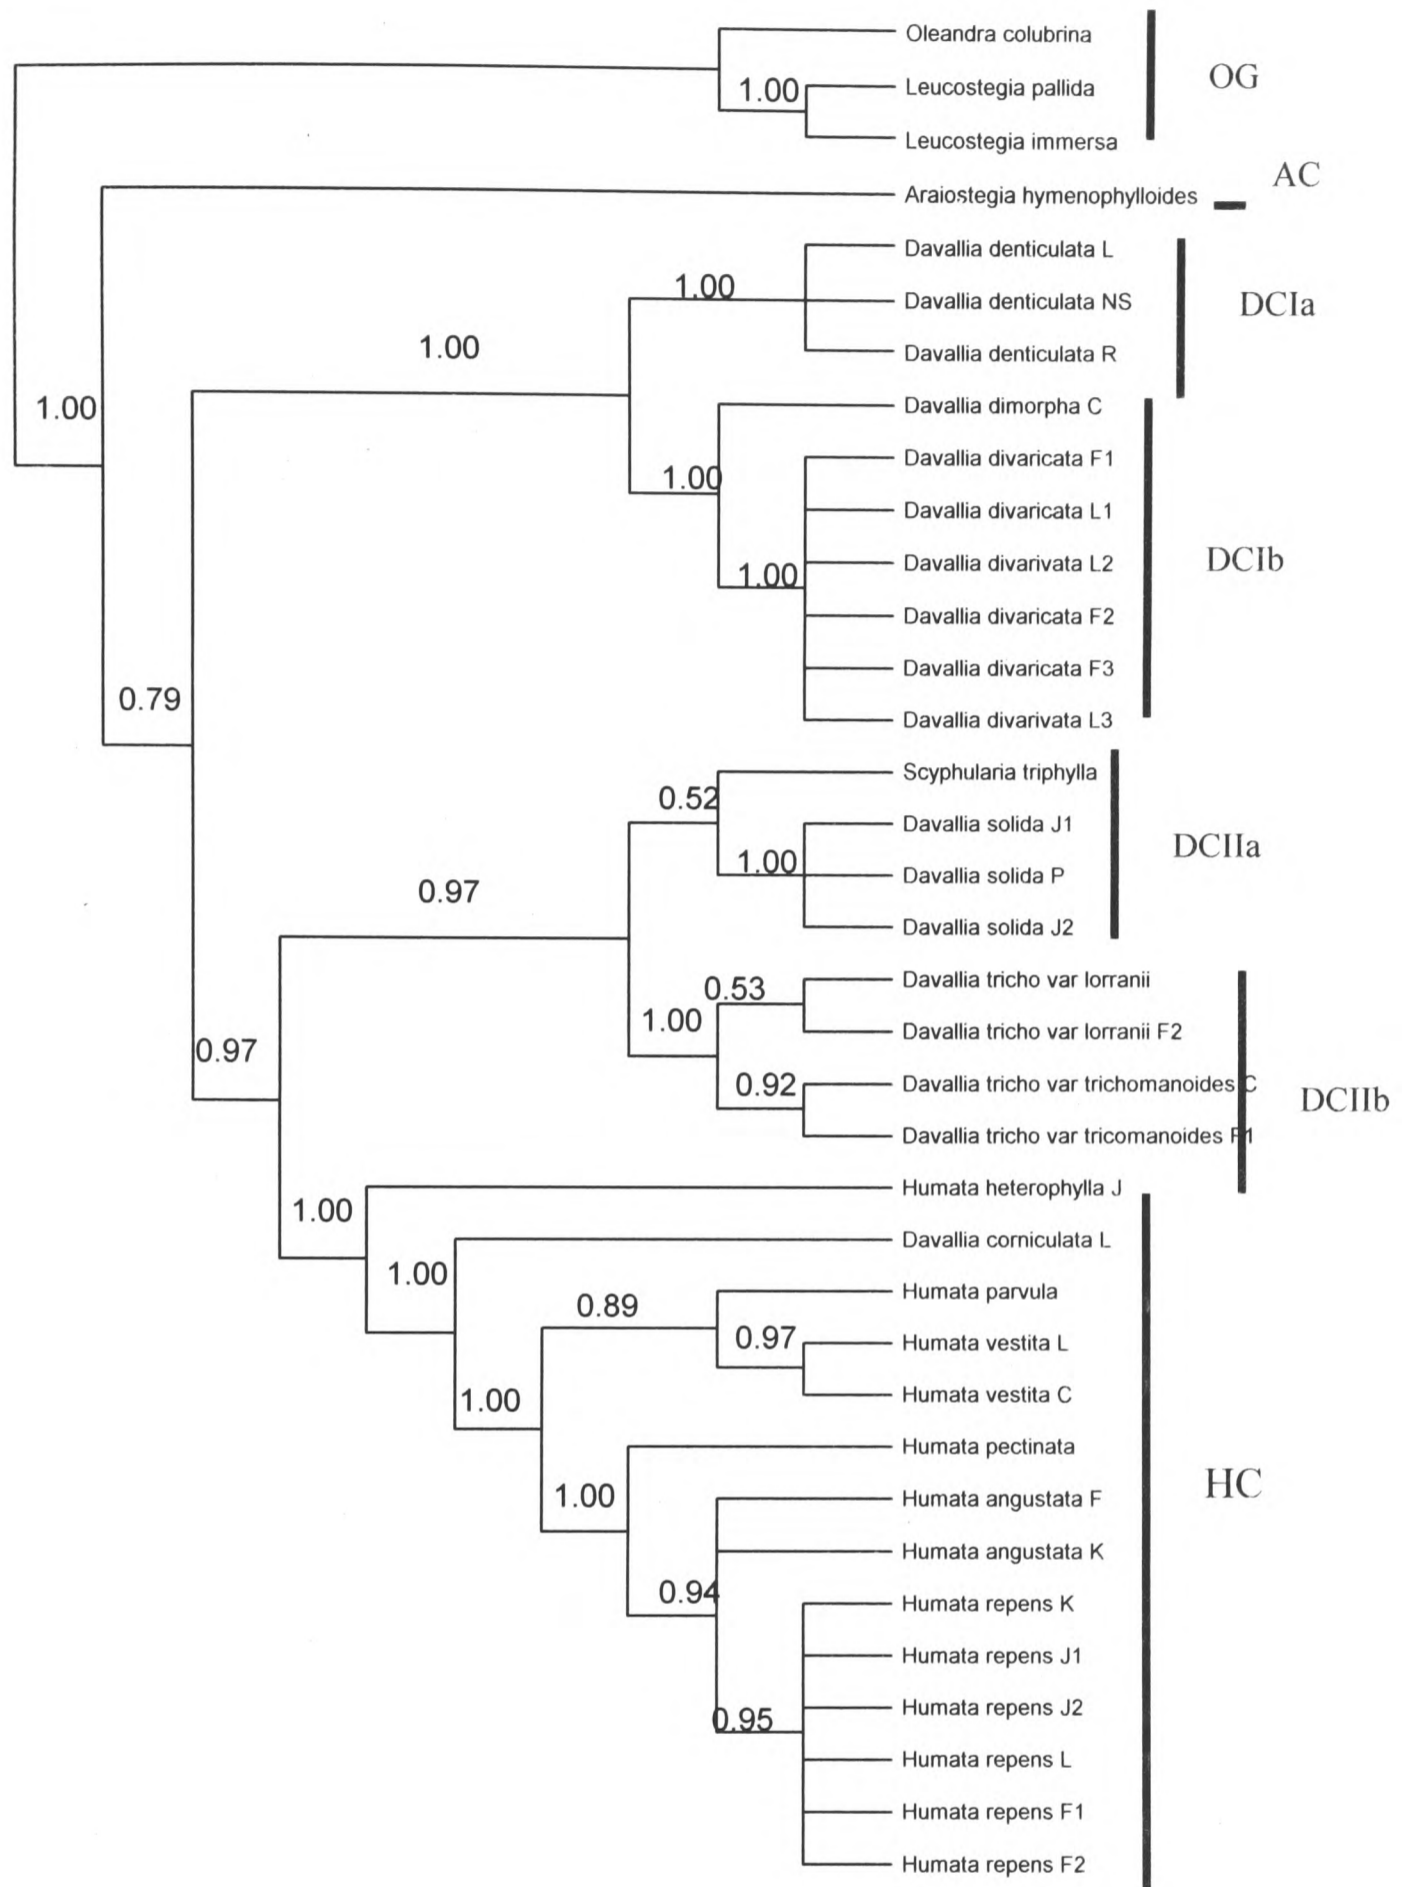 Oleandra colubrina
OG
1.00
Leucostegia pallida
Leucostegia immersa
AC
Araiostegia hymenophylloides
Davallia denticulata L
1.00
Davallia denticulata NS
DCIa
1.00
Davallia denticulata R
1.00
Davallia dimorpha C
Davallia divaricata F1
1.00
Davallia divaricata L1
Davallia divarivata L2
DCIb
1.00
Davallia divaricata F2
Davallia divaricata F3
0.79
Davallia divarivata L3
Scyphularia triphylla
0.52
Davallia solida J1
DCIIa
1.00
Davallia solida P
0.97
Davallia solida J2
Davallia tricho var lorranii
0.53
1.00
Davallia tricho var lorranii F2
0.97
0.92
Davallia tricho var trichomanoides C
DCIIb
Davallia tricho var tricomanoides F1
Humata heterophylla J
1.00
Davallia corniculata L
1.00
Humata parvula
0.89
0.97
Humata vestita L
Humata vestita C
1.00
Humata pectinata
HC
1.00
Humata angustata F
Humata angustata K
0.94
Humata repens K
Humata repens J1
Humata repens J2
0.95
Humata repens L
Humata repens F1
Humata repens F2